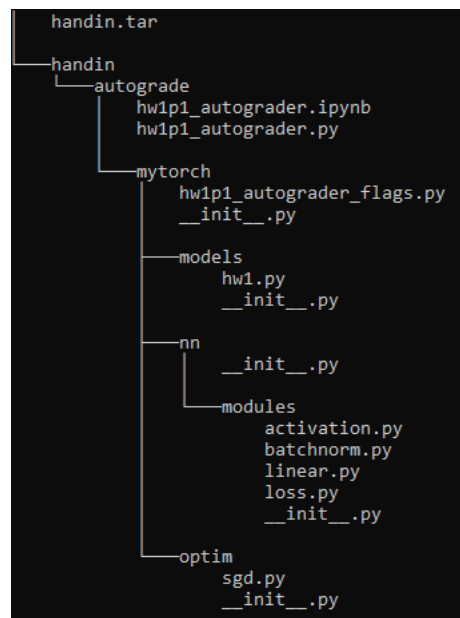 handin.tar
handin
autograde
hw1p1_autograder.ipynb
hw1p1_autograder.py
mytorch
hw1p1_autograder_flags.py
__init__.py
models
hw1.py
__init__.py
nn
__init__.py
modules
activation.py
batchnorm.py
linear.py
loss.py
__init__.py
optim
sgd.py
__init__.py